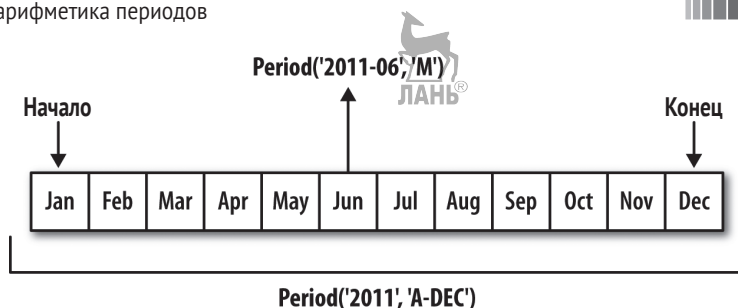 арифметика периодов
Period('2011-06', 'M')
ЛАНЬ®
Начало
Конец
Jan Feb Mar Apr May Jun Jul Aug Sep Oct Nov Dec
Period('2011', 'A-DEC')